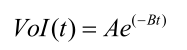 VoI(t) = Ae^(-Bt)